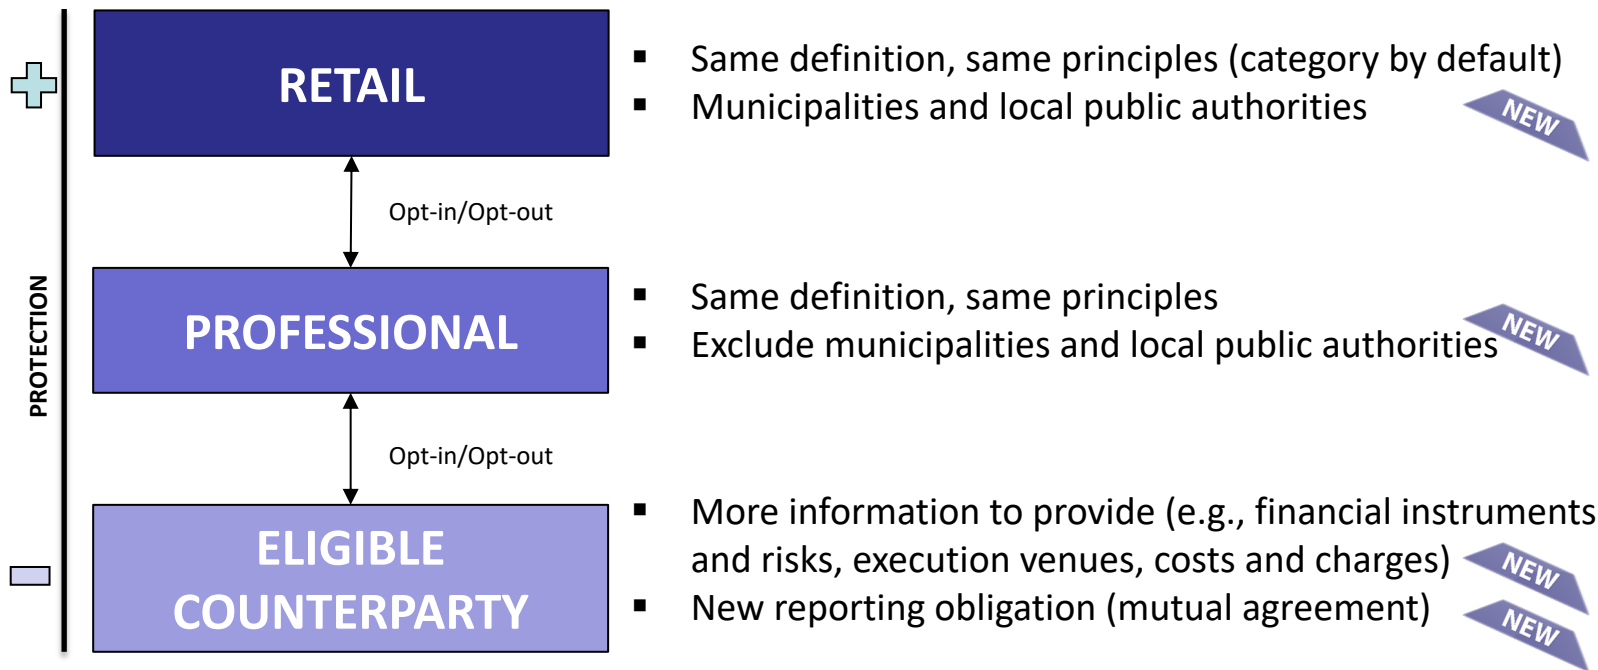 RETAIL
▪ Same definition, same principles (category by default)
▪ Municipalities and local public authorities
NEW
Opt-in/Opt-out
PROTECTION
PROFESSIONAL
▪ Same definition, same principles
▪ Exclude municipalities and local public authorities
NEW
Opt-in/Opt-out
ELIGIBLE
COUNTERPARTY
▪ More information to provide (e.g., financial instruments
and risks, execution venues, costs and charges)
NEW
▪ New reporting obligation (mutual agreement)
NEW